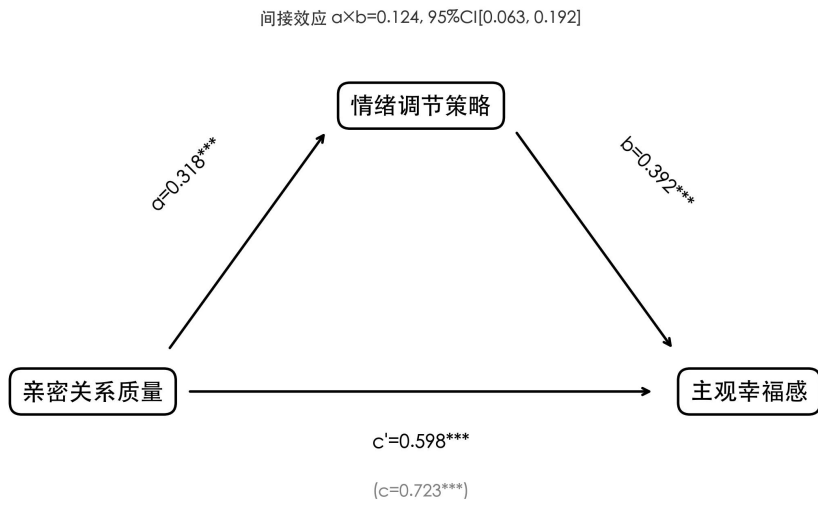 间接效应 a×b=0.124, 95%CI[0.063, 0.192]
情绪调节策略
a=0.318***
b=0.392***
亲密关系质量
主观幸福感
c'=0.598***
(c=0.723***)